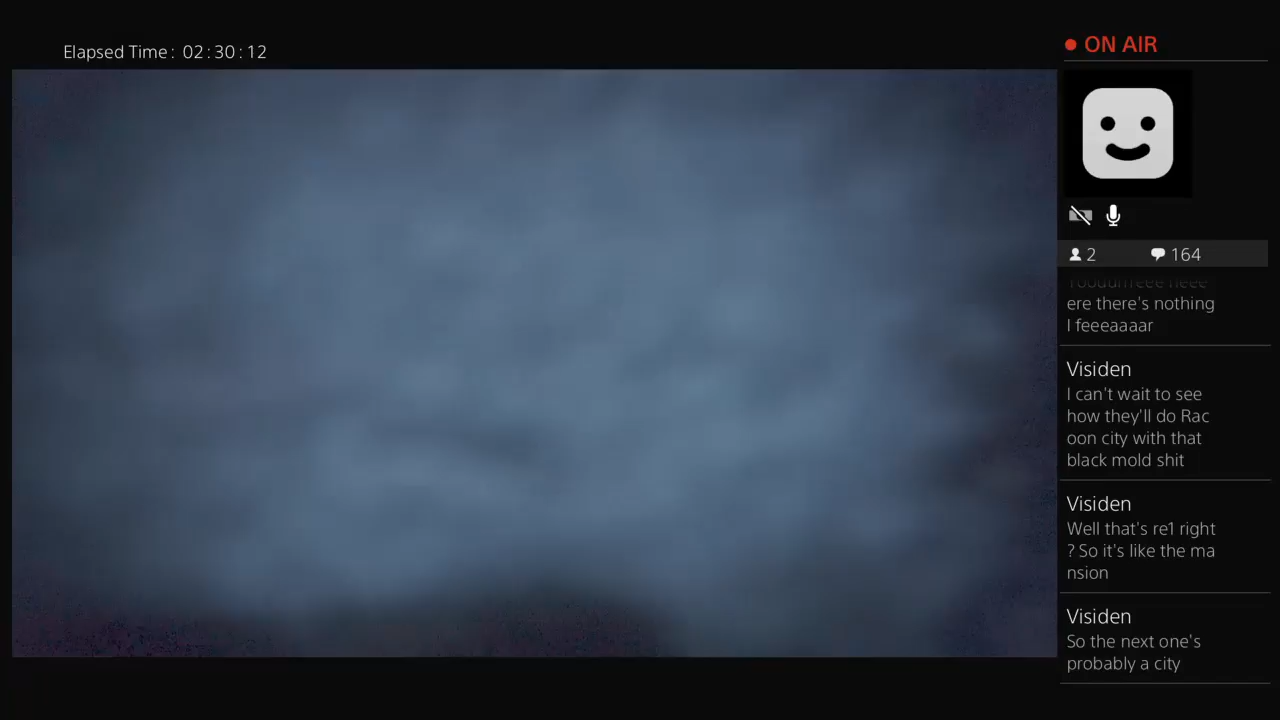 Elapsed Time: 02:30:12
ON AIR
2 164
ere there's nothing
I feeeaaaar
Visiden
I can't wait to see
how they'll do Rac
oon city with that
black mold shit
Visiden
Well that's re1 right
? So it's like the ma
nsion
Visiden
So the next one's
probably a city